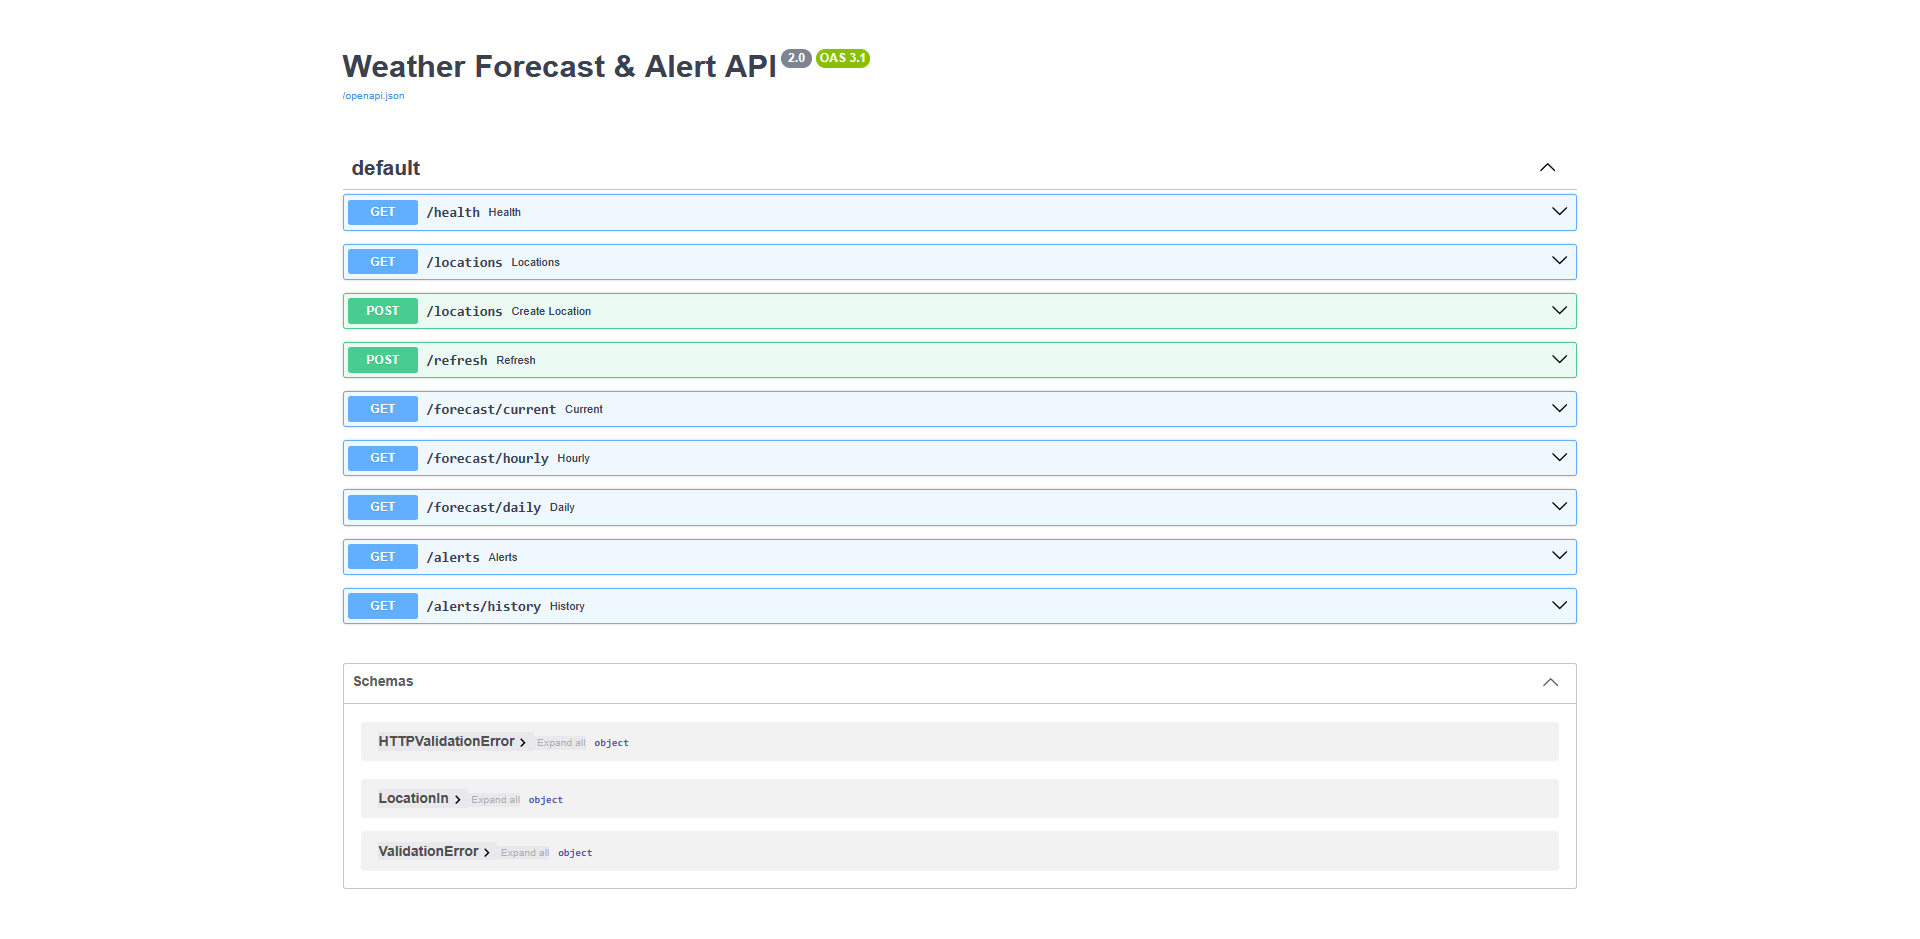 Weather Forecast & Alert API 2.0 OAS 3.1
/openapi.json
default
GET /health Health
GET /locations Locations
POST /locations Create Location
POST /refresh Refresh
GET /forecast/current Current
GET /forecast/hourly Hourly
GET /forecast/daily Daily
GET /alerts Alerts
GET /alerts/history History
Schemas
HTTPValidationError Expand all object
LocationIn Expand all object
ValidationError Expand all object